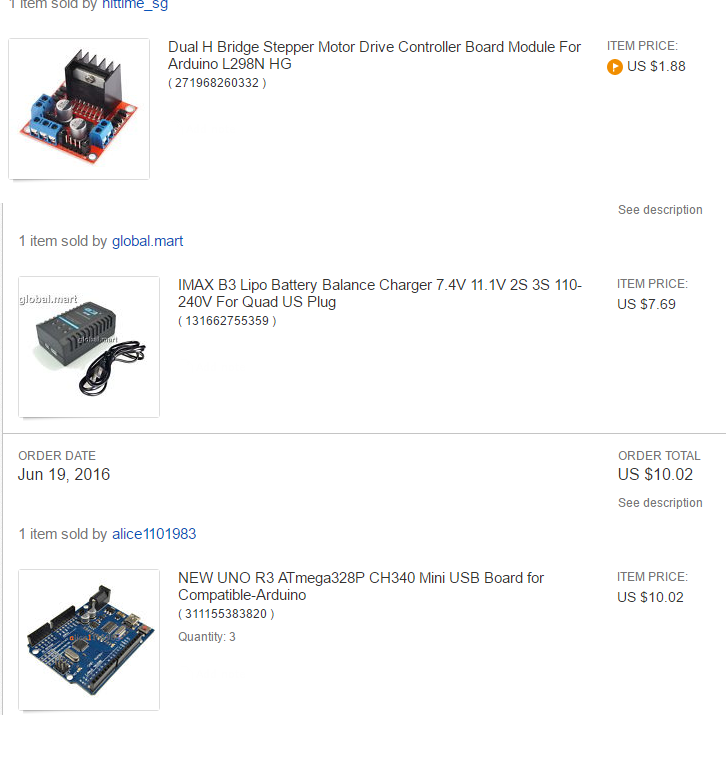 1 item sold by hittime_sg
Dual H Bridge Stepper Motor Drive Controller Board Module For
Arduino L298N HG
( 271968260332 )
ITEM PRICE:
US $1.88
See description
1 item sold by global.mart
global.mart
global.mart
IMAX B3 Lipo Battery Balance Charger 7.4V 11.1V 2S 3S 110-
240V For Quad US Plug
( 131662755359 )
ITEM PRICE:
US $7.69
ORDER DATE
Jun 19, 2016
ORDER TOTAL
US $10.02
See description
1 item sold by alice1101983
NEW UNO R3 ATmega328P CH340 Mini USB Board for
Compatible-Arduino
( 311155383820 )
Quantity: 3
ITEM PRICE:
US $10.02